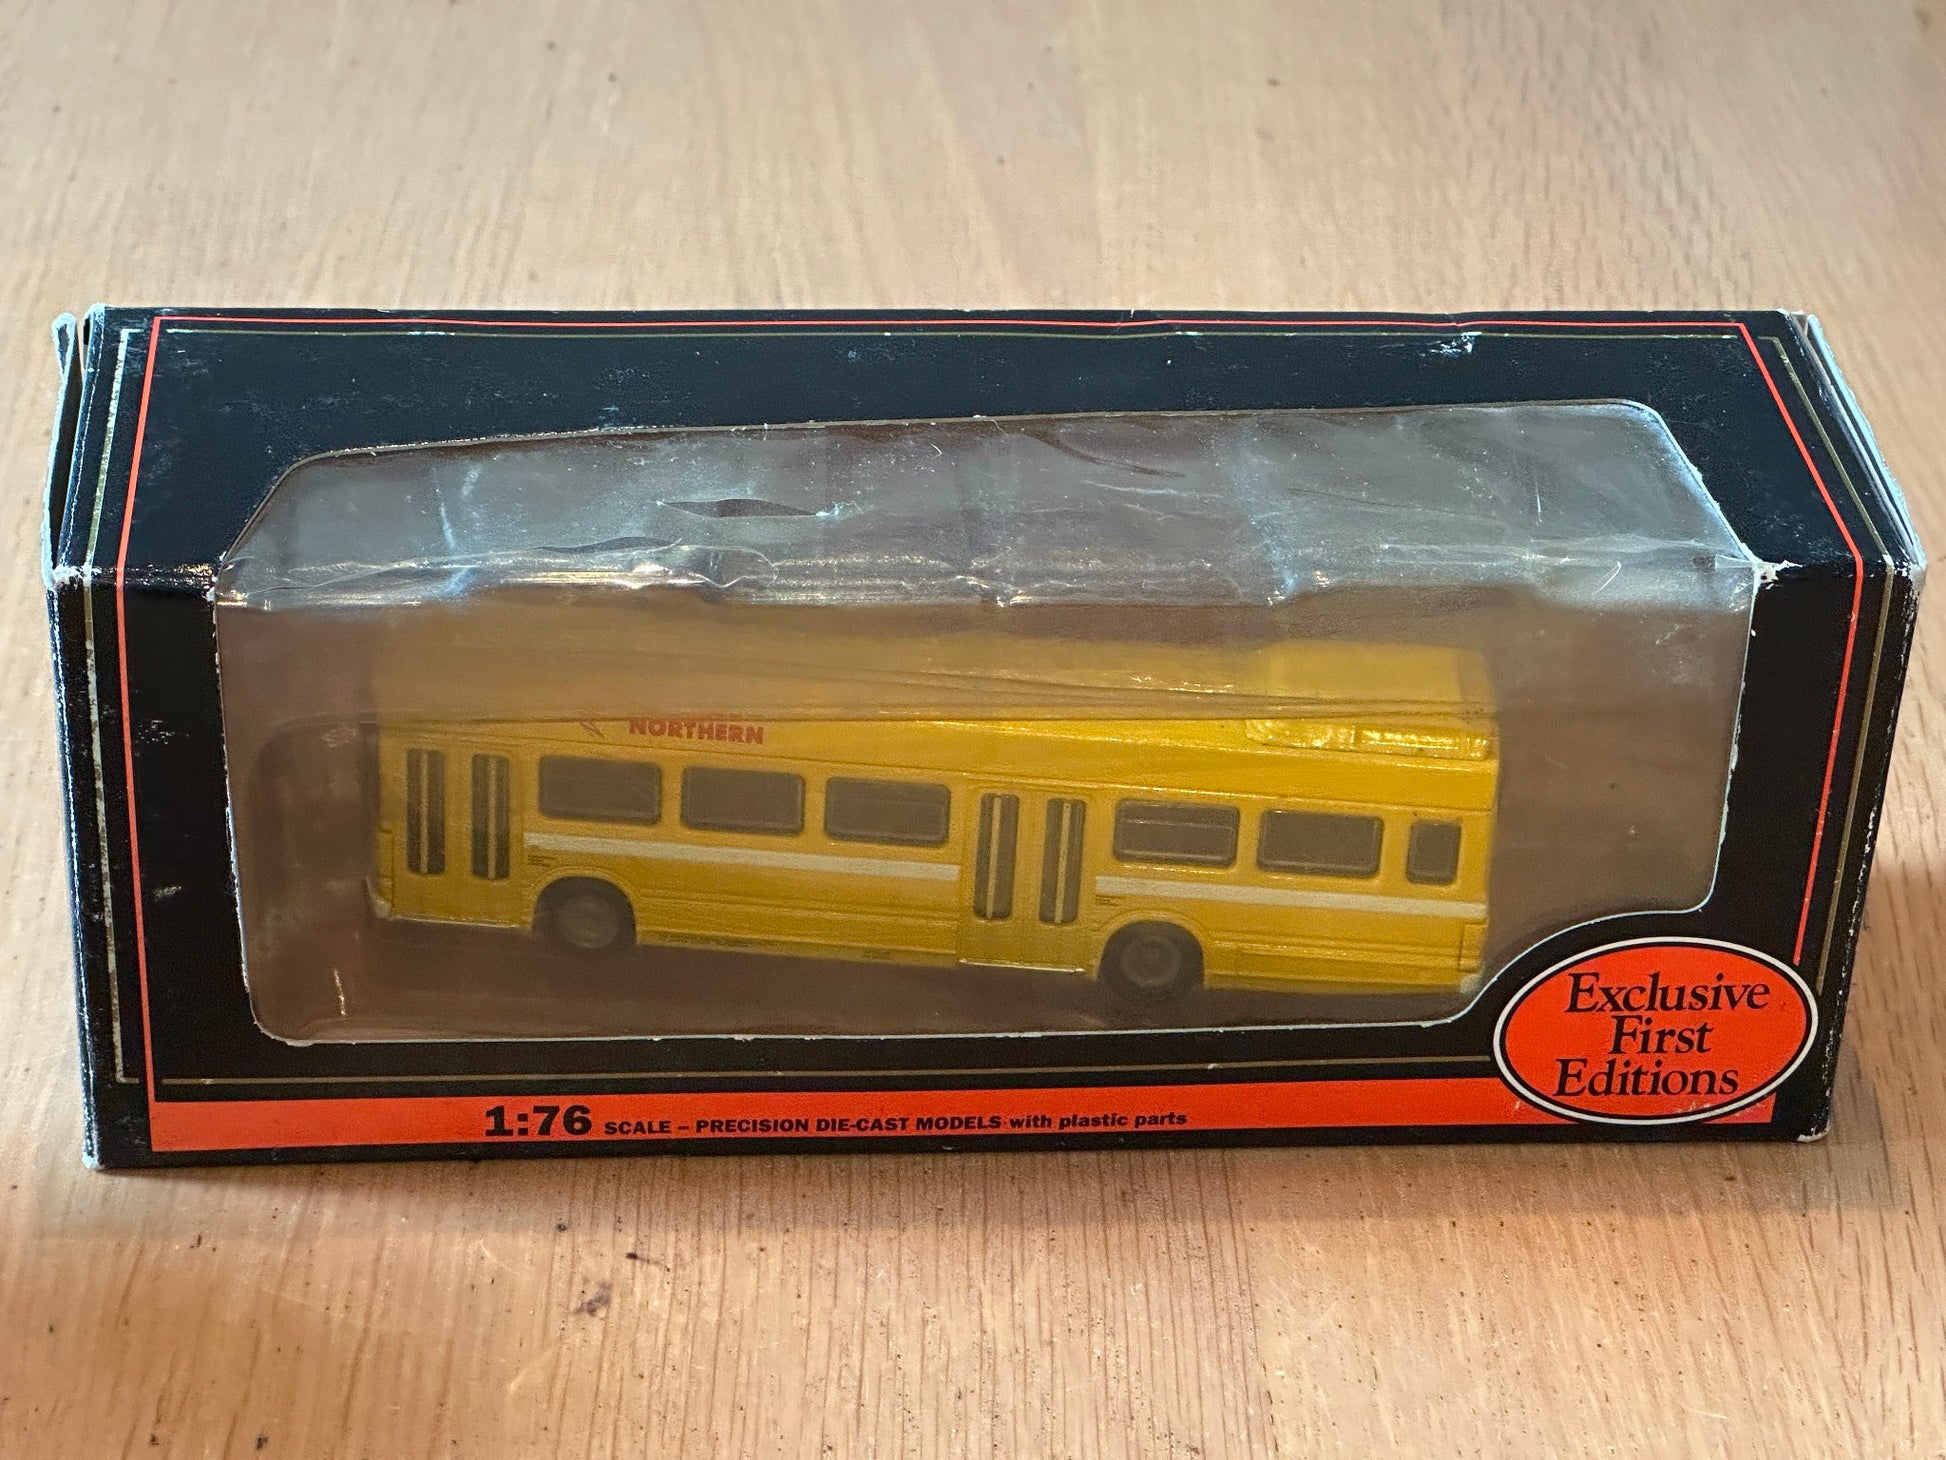 NORTHERN
Exclusive
First
Editions
1:76 SCALE – PRECISION DIE-CAST MODELS with plastic parts